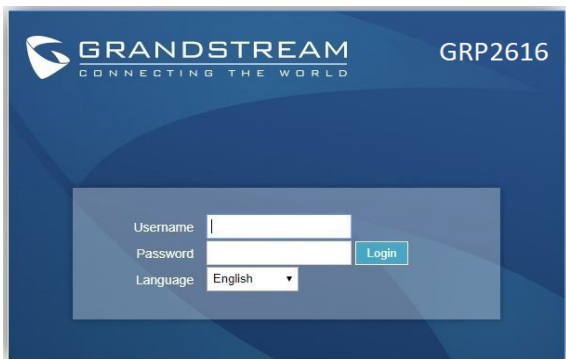 GRANDSTREAM
CONNECTING THE WORLD
GRP2616
Username
Password
Login
Language
English